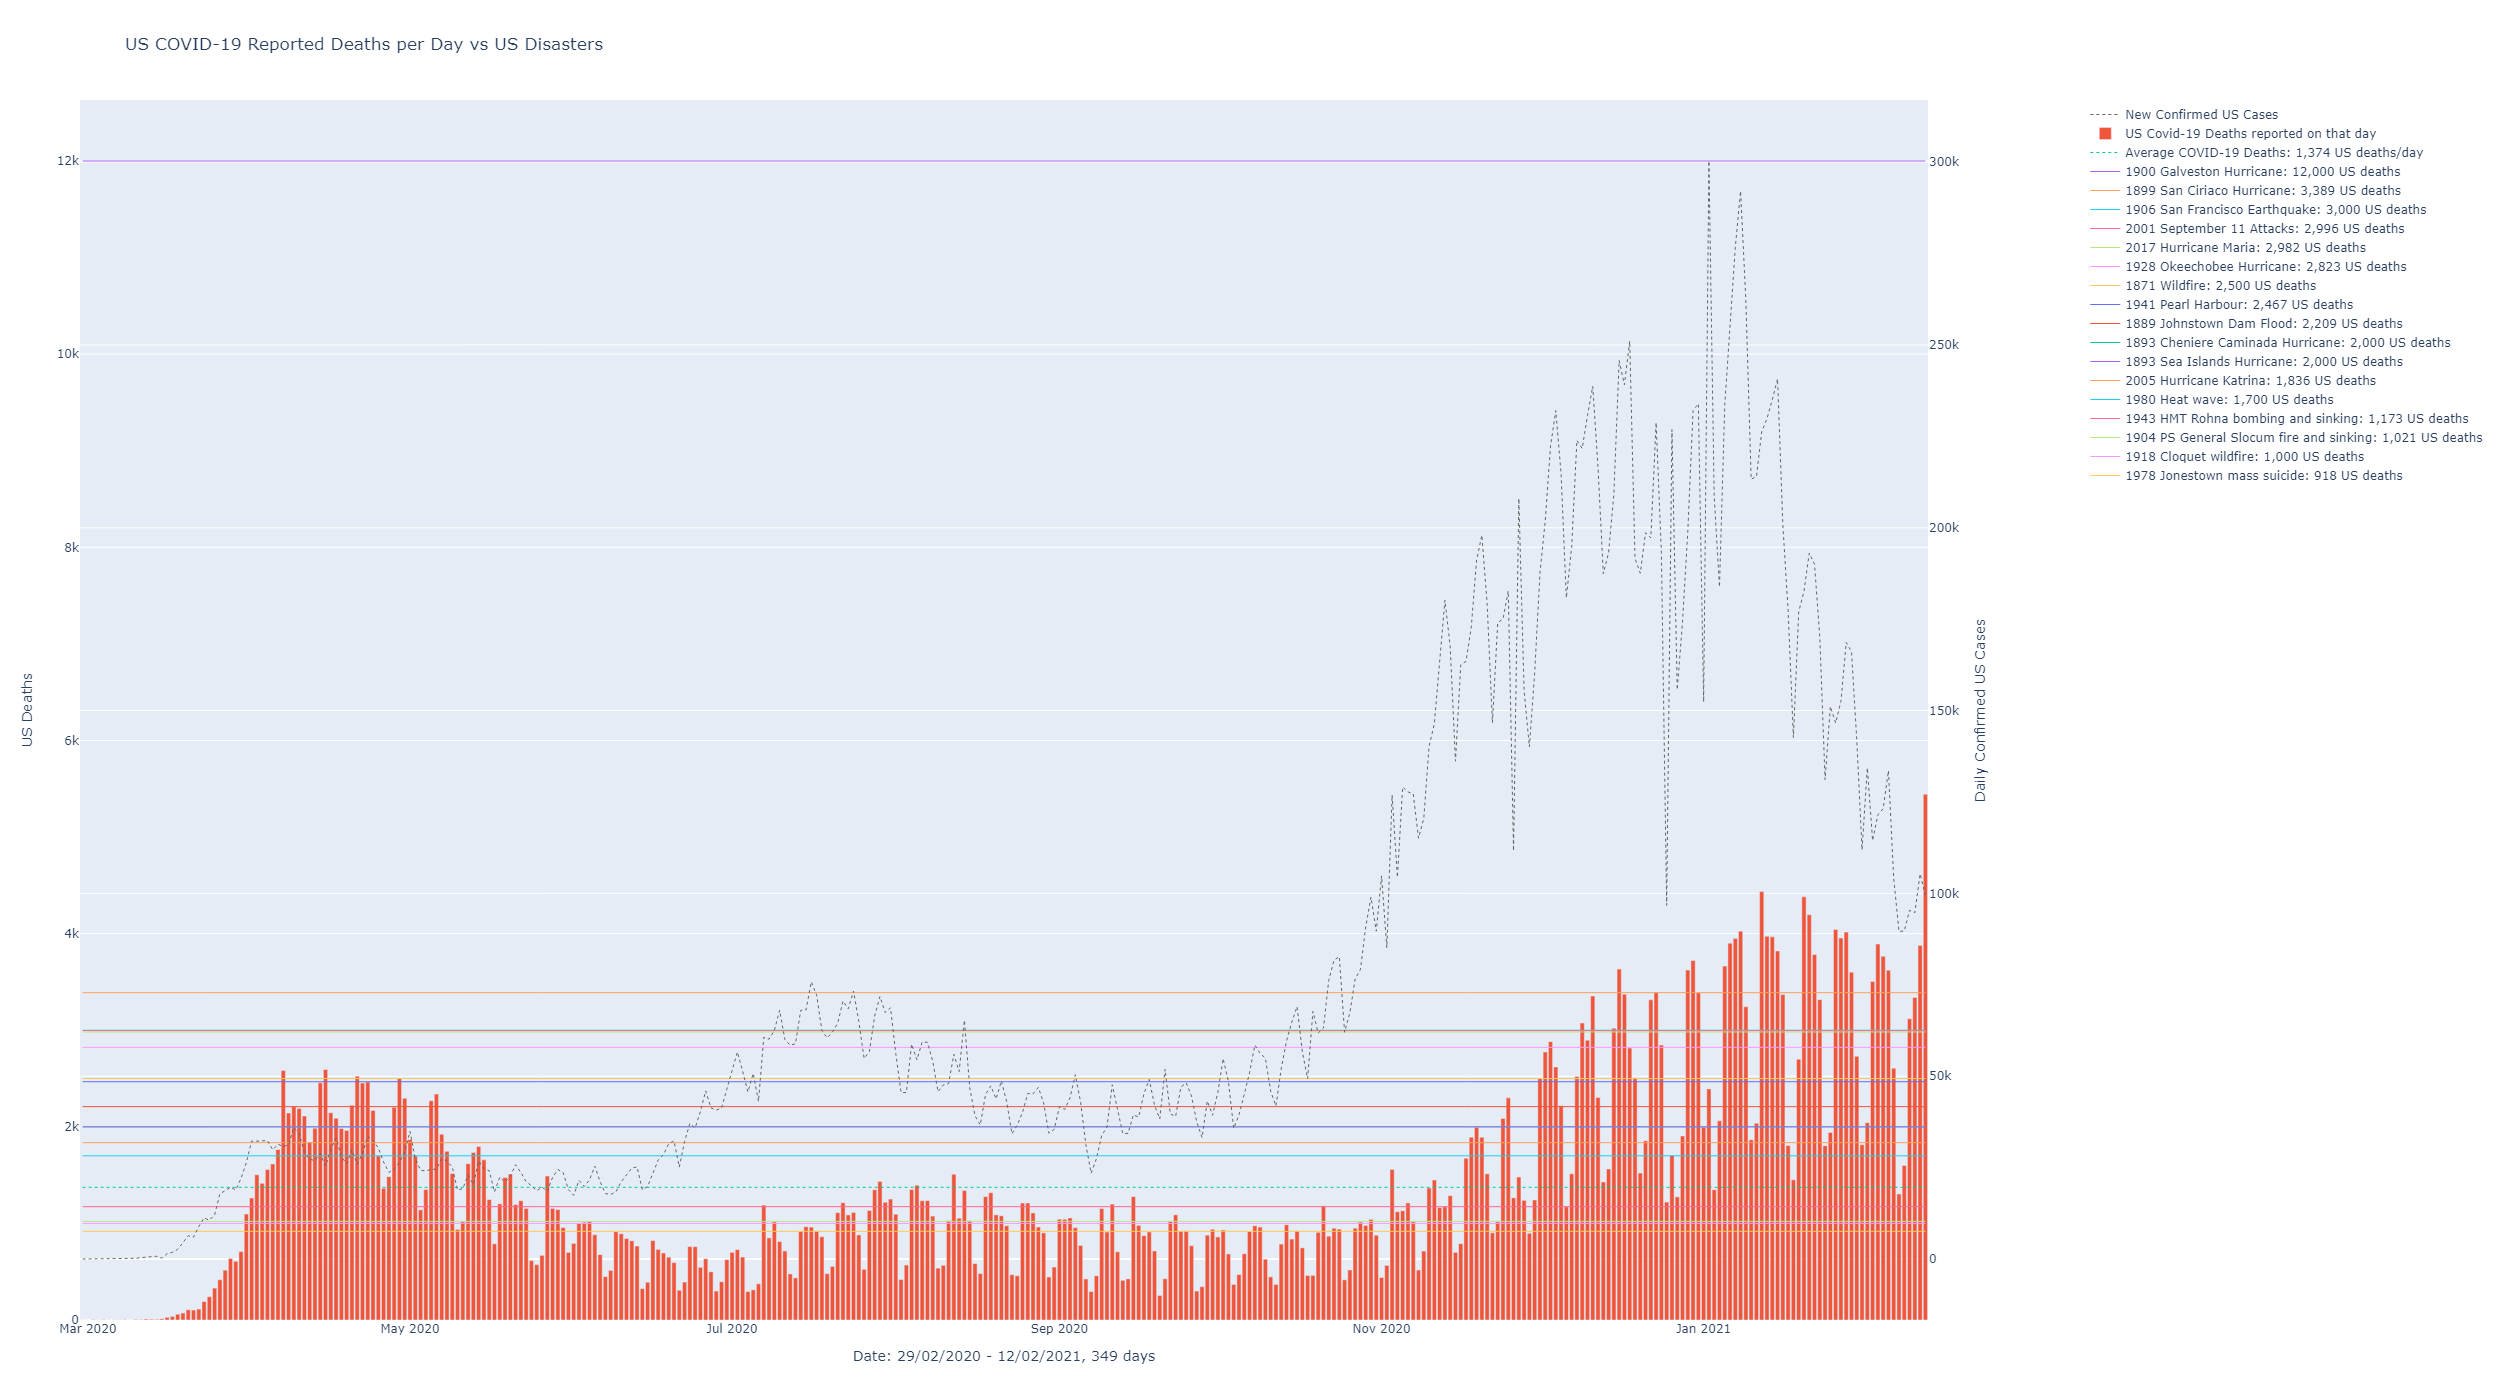 US COVID-19 Reported Deaths per Day vs US Disasters
New Confirmed US Cases
US Covid-19 Deaths reported on that day
Average COVID-19 Deaths: 1,374 US deaths/day
1900 Galveston Hurricane: 12,000 US deaths
1899 San Ciriaco Hurricane: 3,389 US deaths
1906 San Francisco Earthquake: 3,000 US deaths
2001 September 11 Attacks: 2,996 US deaths
2017 Hurricane Maria: 2,982 US deaths
1928 Okeechobee Hurricane: 2,823 US deaths
1871 Wildfire: 2,500 US deaths
1941 Pearl Harbour: 2,467 US deaths
1889 Johnstown Dam Flood: 2,209 US deaths
1893 Cheniere Caminada Hurricane: 2,000 US deaths
1893 Sea Islands Hurricane: 2,000 US deaths
2005 Hurricane Katrina: 1,836 US deaths
1980 Heat wave: 1,700 US deaths
1943 HMT Rohna bombing and sinking: 1,173 US deaths
1904 PS General Slocum fire and sinking: 1,021 US deaths
1918 Cloquet wildfire: 1,000 US deaths
1978 Jonestown mass suicide: 918 US deaths
US Deaths
12k
10k
8k
6k
4k
2k
0
300k
250k
200k
150k
100k
50k
0
Daily Confirmed US Cases
Mar 2020
May 2020
Jul 2020
Sep 2020
Nov 2020
Jan 2021
Date: 29/02/2020 - 12/02/2021, 349 days